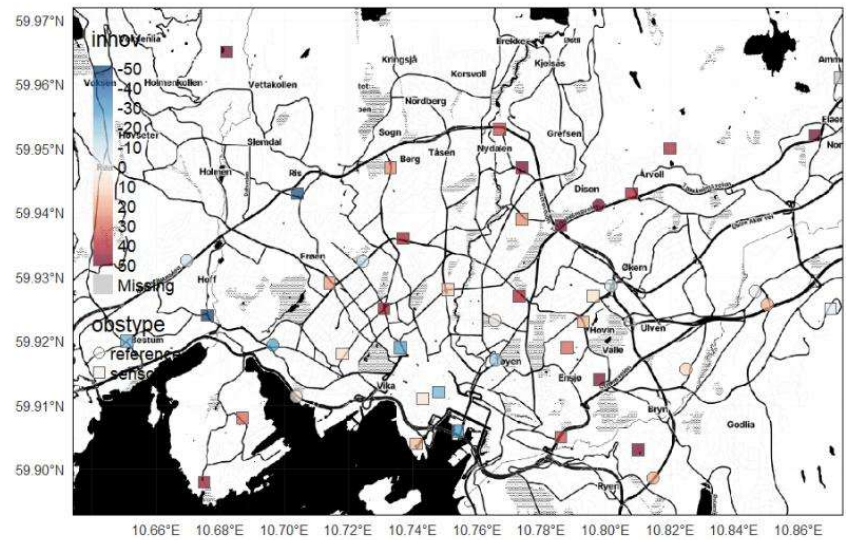 59.97°N
innov
Kringsjå
Brekke
Kjelsås
Korsvoll
59.96°N
-50
Voksen
-40
Holmenkollen
Vettakollen
-30
Nordberg
-20
Sogn
Grefsen
59.95°N
-10
Slemdal
Tåsen
Nydalen
Berg
0
Holmen
Ris
10
Årvoll
59.94°N
20
Disen
30
40
Frøen
59.93°N
50
Økern
Missing
Hoff
obstype
59.92°N
Hovin
Ulven
Bestum
reference
Valle
sensor
Ensjø
Vika
59.91°N
Bryn
Godlia
59.90°N
Ryen
10.66°E 10.68°E 10.70°E 10.72°E 10.74°E 10.76°E 10.78°E 10.80°E 10.82°E 10.84°E 10.86°E